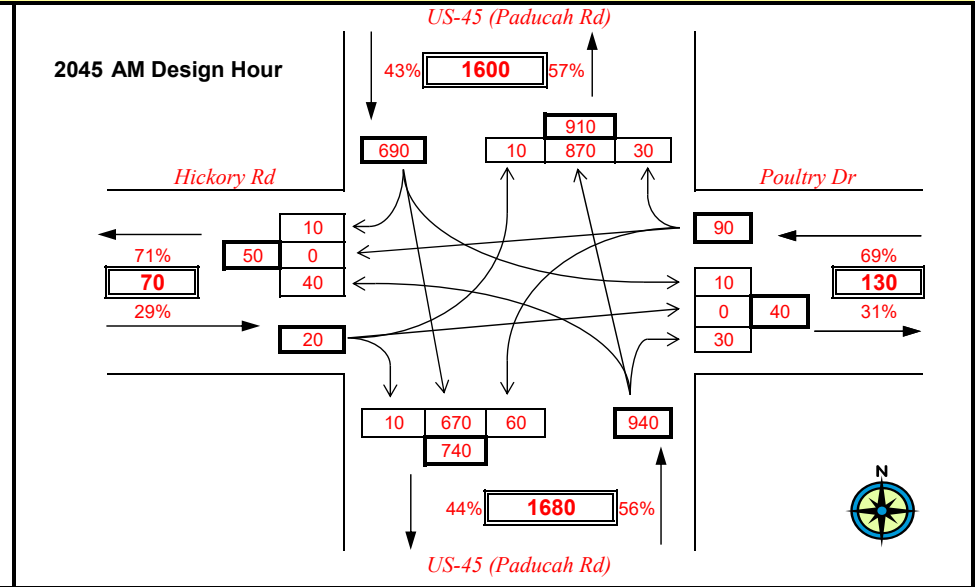 US-45 (Paducah Rd)
2045 AM Design Hour
43% 1600 57%
910
690
10 870 30
Hickory Rd
Poultry Dr
10
90
71%
50 0
69%
70
40
10
130
29%
0 40
31%
20
30
10 670 60
940
740
N
44% 1680 56%
US-45 (Paducah Rd)